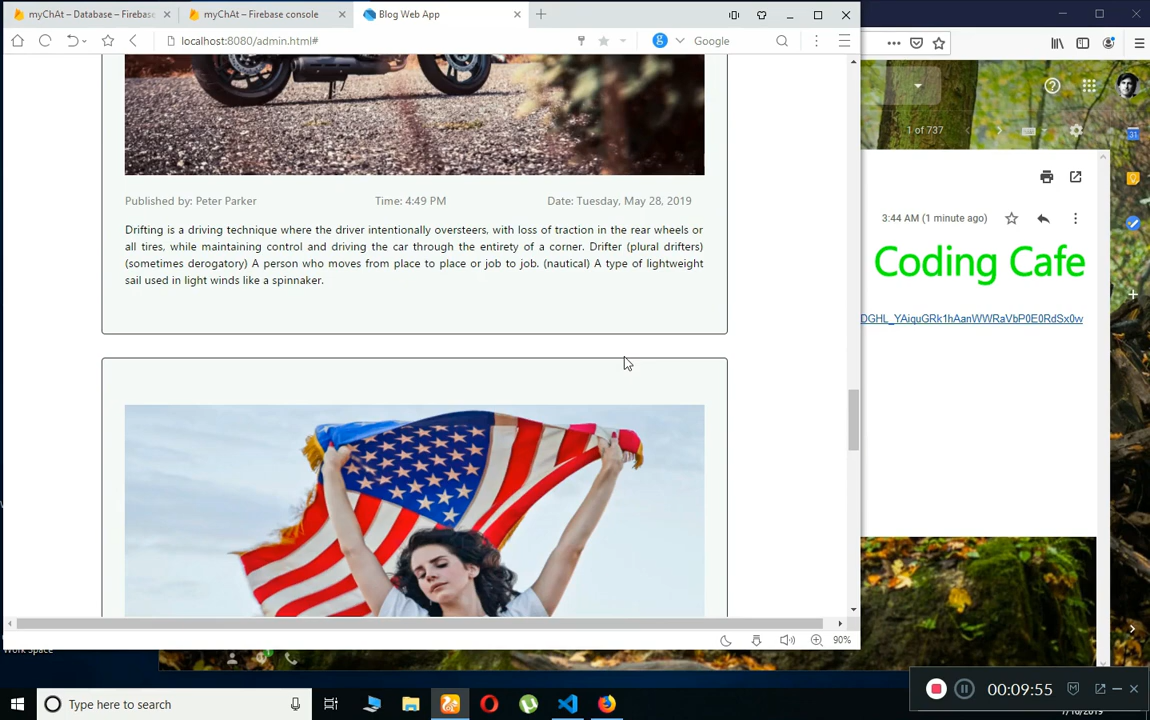 myChAt – Database – Firebase
myChAt – Firebase console
Blog Web App
localhost:8080/admin.html#
Google
1 of 737
31
3:44 AM (1 minute ago)
Coding Cafe
DGHL_YAiquGRk1hAanWWRaVbP0E0RdSx0w
Published by: Peter Parker
Time: 4:49 PM
Date: Tuesday, May 28, 2019
Drifting is a driving technique where the driver intentionally oversteers, with loss of traction in the rear wheels or
all tires, while maintaining control and driving the car through the entirety of a corner. Drifter (plural drifters)
(sometimes derogatory) A person who moves from place to place or job to job. (nautical) A type of lightweight
sail used in light winds like a spinnaker.
90%
Work Space
00:09:55
Type here to search